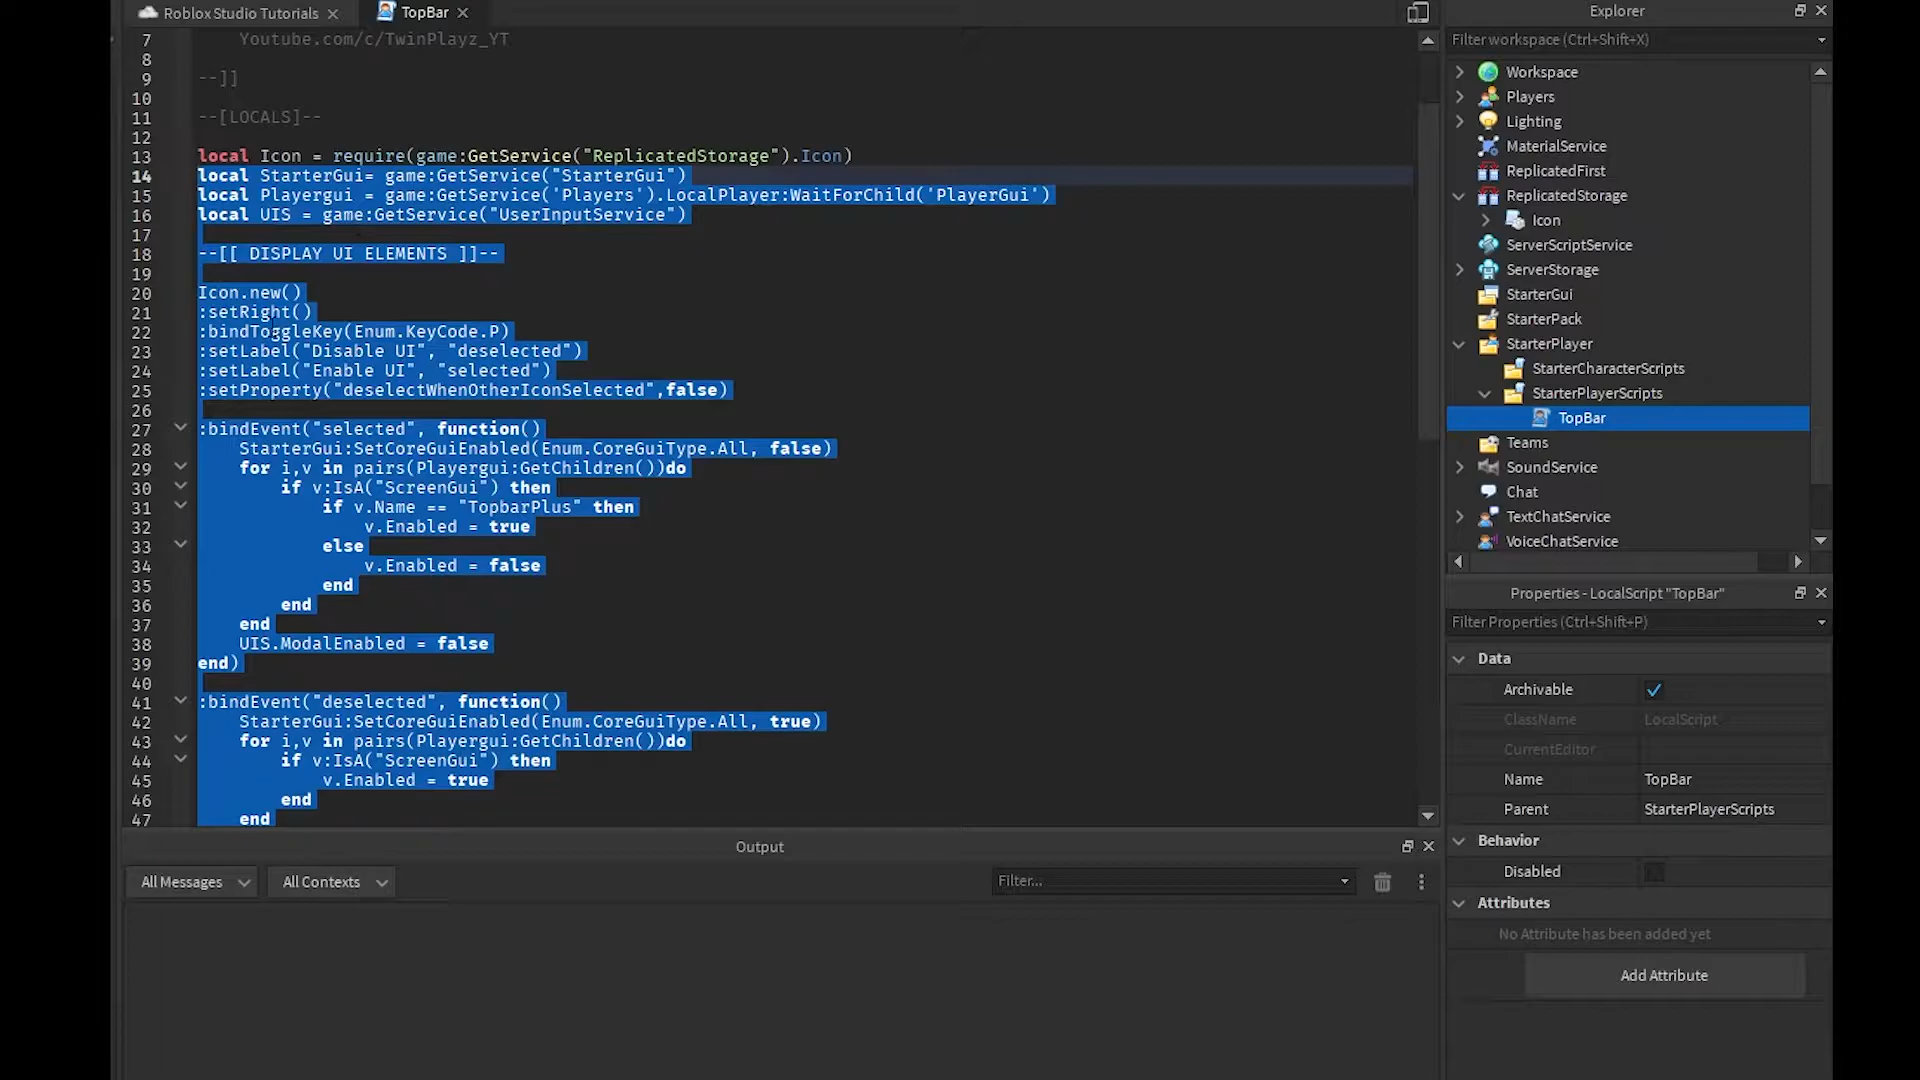 Roblox Studio Tutorials
TopBar
7 Youtube.com/c/TwinPlayz_YT
8
9 --]]
10
11 --[LOCALS]--
12
13 local Icon = require(game:GetService("ReplicatedStorage").Icon)
14 local StarterGui= game:GetService("StarterGui")
15 local Playergui = game:GetService('Players').LocalPlayer:WaitForChild('PlayerGui')
16 local UIS = game:GetService("UserInputService")
17
18 --[[ DISPLAY UI ELEMENTS ]]--
19
20 Icon.new()
21 :setRight()
22 :bindToggleKey(Enum.KeyCode.P)
23 :setLabel("Disable UI", "deselected")
24 :setLabel("Enable UI", "selected")
25 :setProperty("deselectWhenOtherIconSelected",false)
26
27 :bindEvent("selected", function()
28 StarterGui:SetCoreGuiEnabled(Enum.CoreGuiType.All, false)
29 for i,v in pairs(Playergui:GetChildren())do
30 if v:IsA("ScreenGui") then
31 if v.Name == "TopbarPlus" then
32 v.Enabled = true
33 else
34 v.Enabled = false
35 end
36 end
37 end
38 UIS.ModalEnabled = false
39 end)
40
41 :bindEvent("deselected", function()
42 StarterGui:SetCoreGuiEnabled(Enum.CoreGuiType.All, true)
43 for i,v in pairs(Playergui:GetChildren())do
44 if v:IsA("ScreenGui") then
45 v.Enabled = true
46 end
47 end
Output
All Messages
All Contexts
Filter...
Explorer
Filter workspace (Ctrl+Shift+X)
Workspace
Players
Lighting
MaterialService
ReplicatedFirst
ReplicatedStorage
Icon
ServerScriptService
ServerStorage
StarterGui
StarterPack
StarterPlayer
StarterCharacterScripts
StarterPlayerScripts
TopBar
Teams
SoundService
Chat
TextChatService
VoiceChatService
Properties - LocalScript "TopBar"
Filter Properties (Ctrl+Shift+P)
Data
Archivable
ClassName LocalScript
CurrentEditor
Name TopBar
Parent StarterPlayerScripts
Behavior
Disabled
Attributes
No Attribute has been added yet
Add Attribute